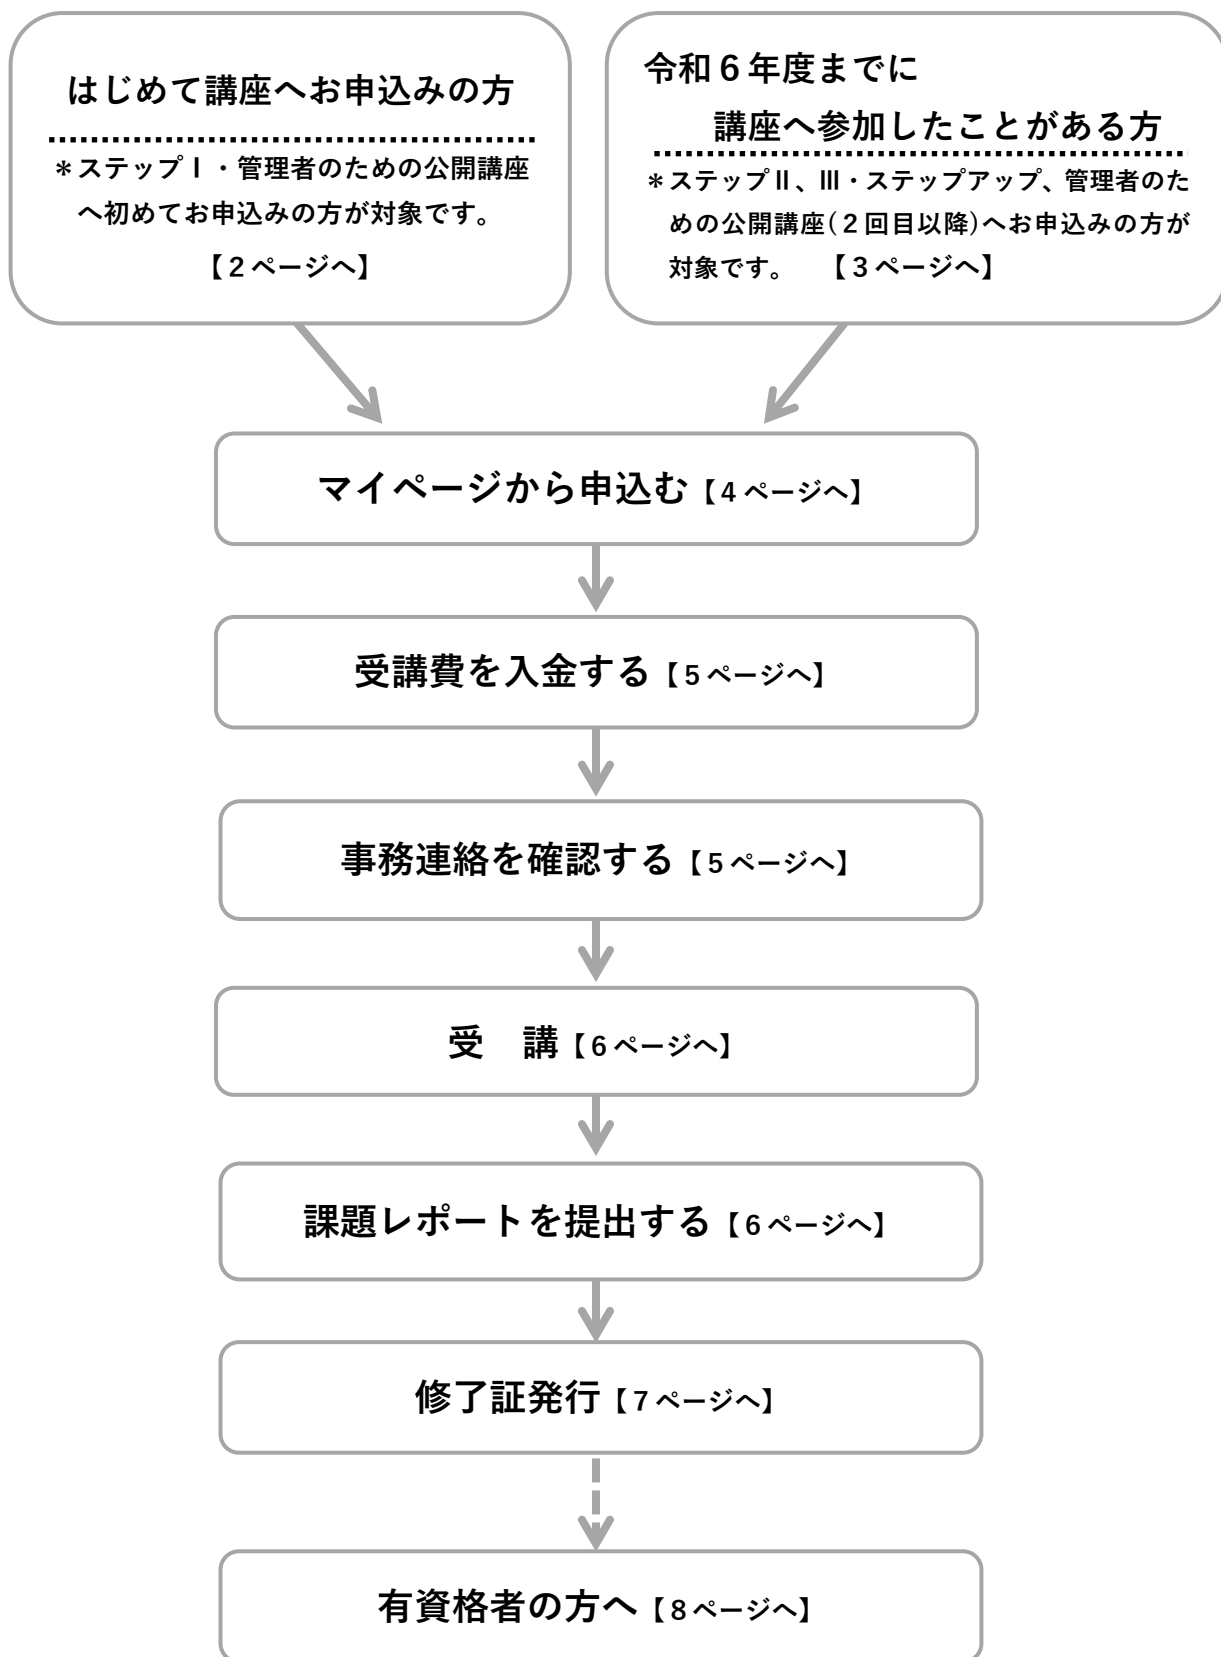 はじめて講座へお申込みの方
＊ステップⅠ・管理者のための公開講座
へ初めてお申込みの方が対象です。
【２ページへ】
令和６年度までに
講座へ参加したことがある方
＊ステップⅡ、Ⅲ・ステップアップ、管理者のた
めの公開講座(２回目以降)へお申込みの方が
対象です。　【３ページへ】
マイページから申込む【４ページへ】
受講費を入金する【５ページへ】
事務連絡を確認する【５ページへ】
受　講【６ページへ】
課題レポートを提出する【６ページへ】
修了証発行【７ページへ】
有資格者の方へ【８ページへ】